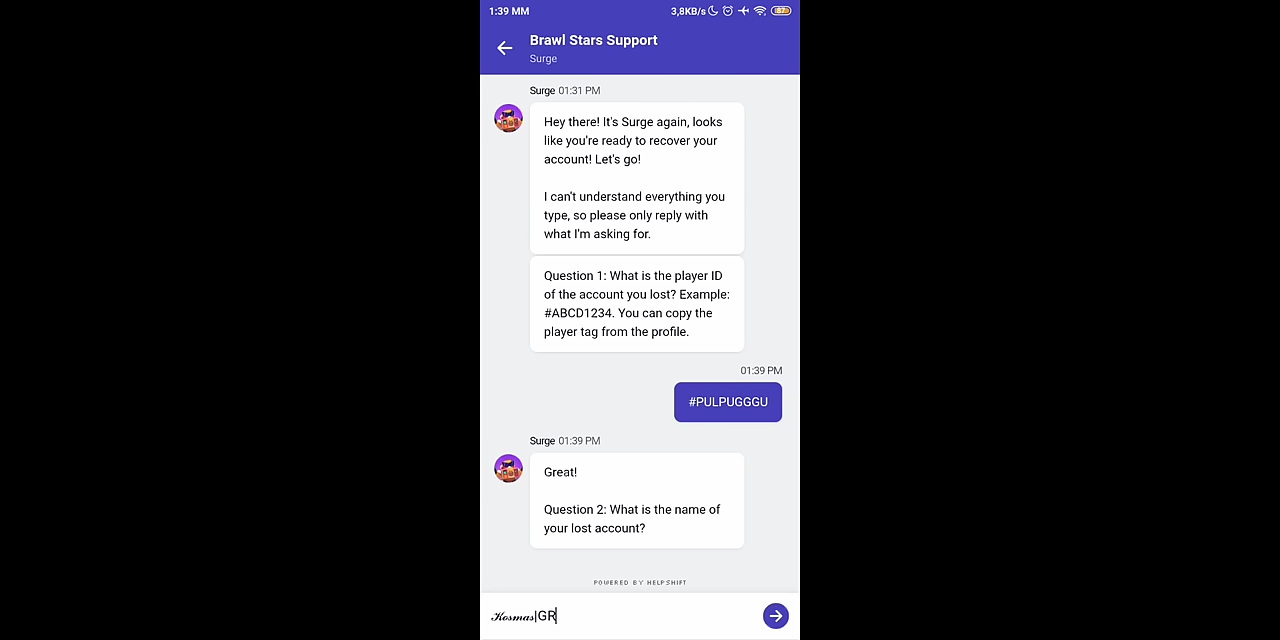 1:39 MM
3,8KB/s
87
Brawl Stars Support
Surge
Surge 01:31 PM
Hey there! It's Surge again, looks
like you're ready to recover your
account! Let's go!
I can't understand everything you
type, so please only reply with
what I'm asking for.
Question 1: What is the player ID
of the account you lost? Example:
#ABCD1234. You can copy the
player tag from the profile.
01:39 PM
#PULPUGGGU
Surge 01:39 PM
Great!
Question 2: What is the name of
your lost account?
POWERED BY HELPSHIFT
𝒦𝑜𝓈𝓂𝒶𝓈|GR